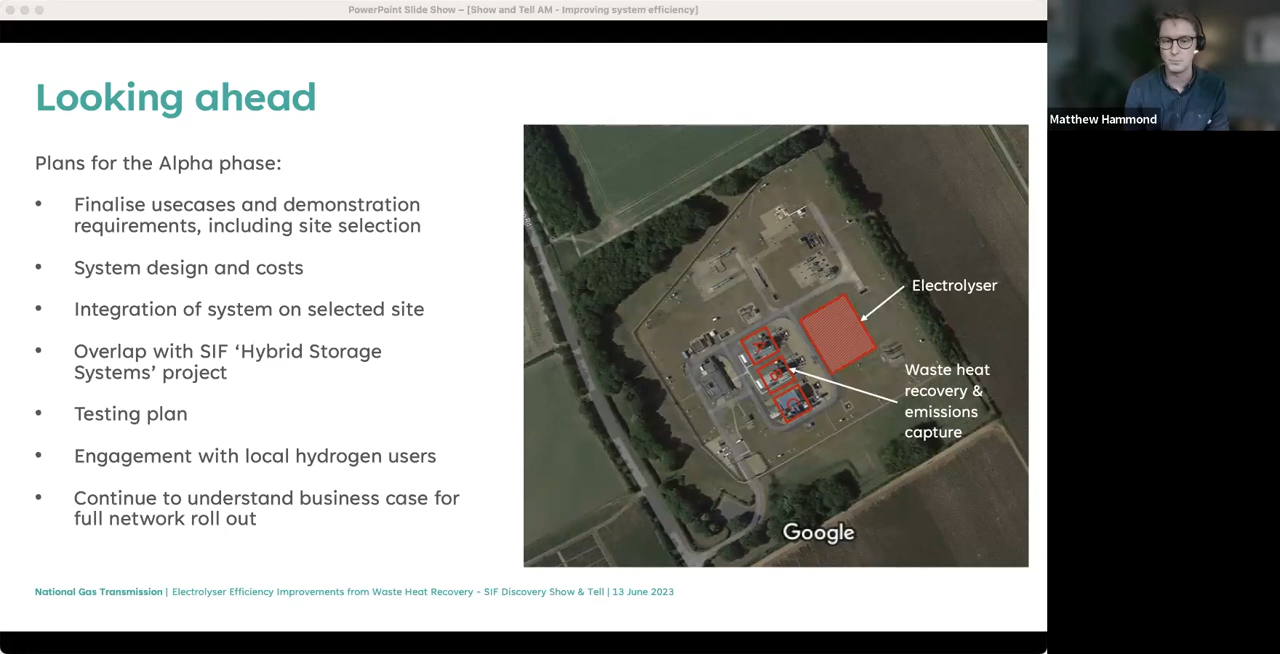 PowerPoint Slide Show – [Show and Tell AM - Improving system efficiency]
Looking ahead
Plans for the Alpha phase:
• Finalise usecases and demonstration
requirements, including site selection
• System design and costs
• Integration of system on selected site
• Overlap with SIF ‘Hybrid Storage
Systems’ project
• Testing plan
• Engagement with local hydrogen users
• Continue to understand business case for
full network roll out
Electrolyser
Waste heat
recovery &
emissions
capture
Google
National Gas Transmission | Electrolyser Efficiency Improvements from Waste Heat Recovery - SIF Discovery Show & Tell | 13 June 2023
Matthew Hammond